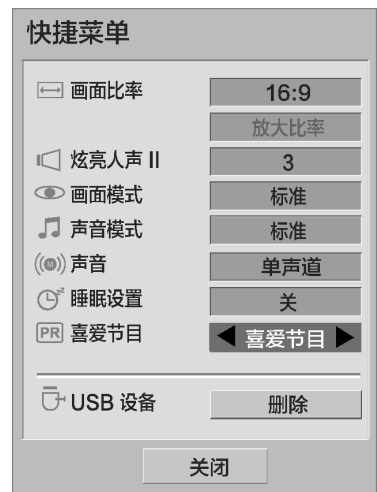 快捷菜单
画面比率 16:9
放大比率
炫亮人声 II 3
画面模式 标准
声音模式 标准
声音 单声道
睡眠设置 关
PR 喜爱节目 ◀ 喜爱节目 ▶
USB 设备 删除
关闭